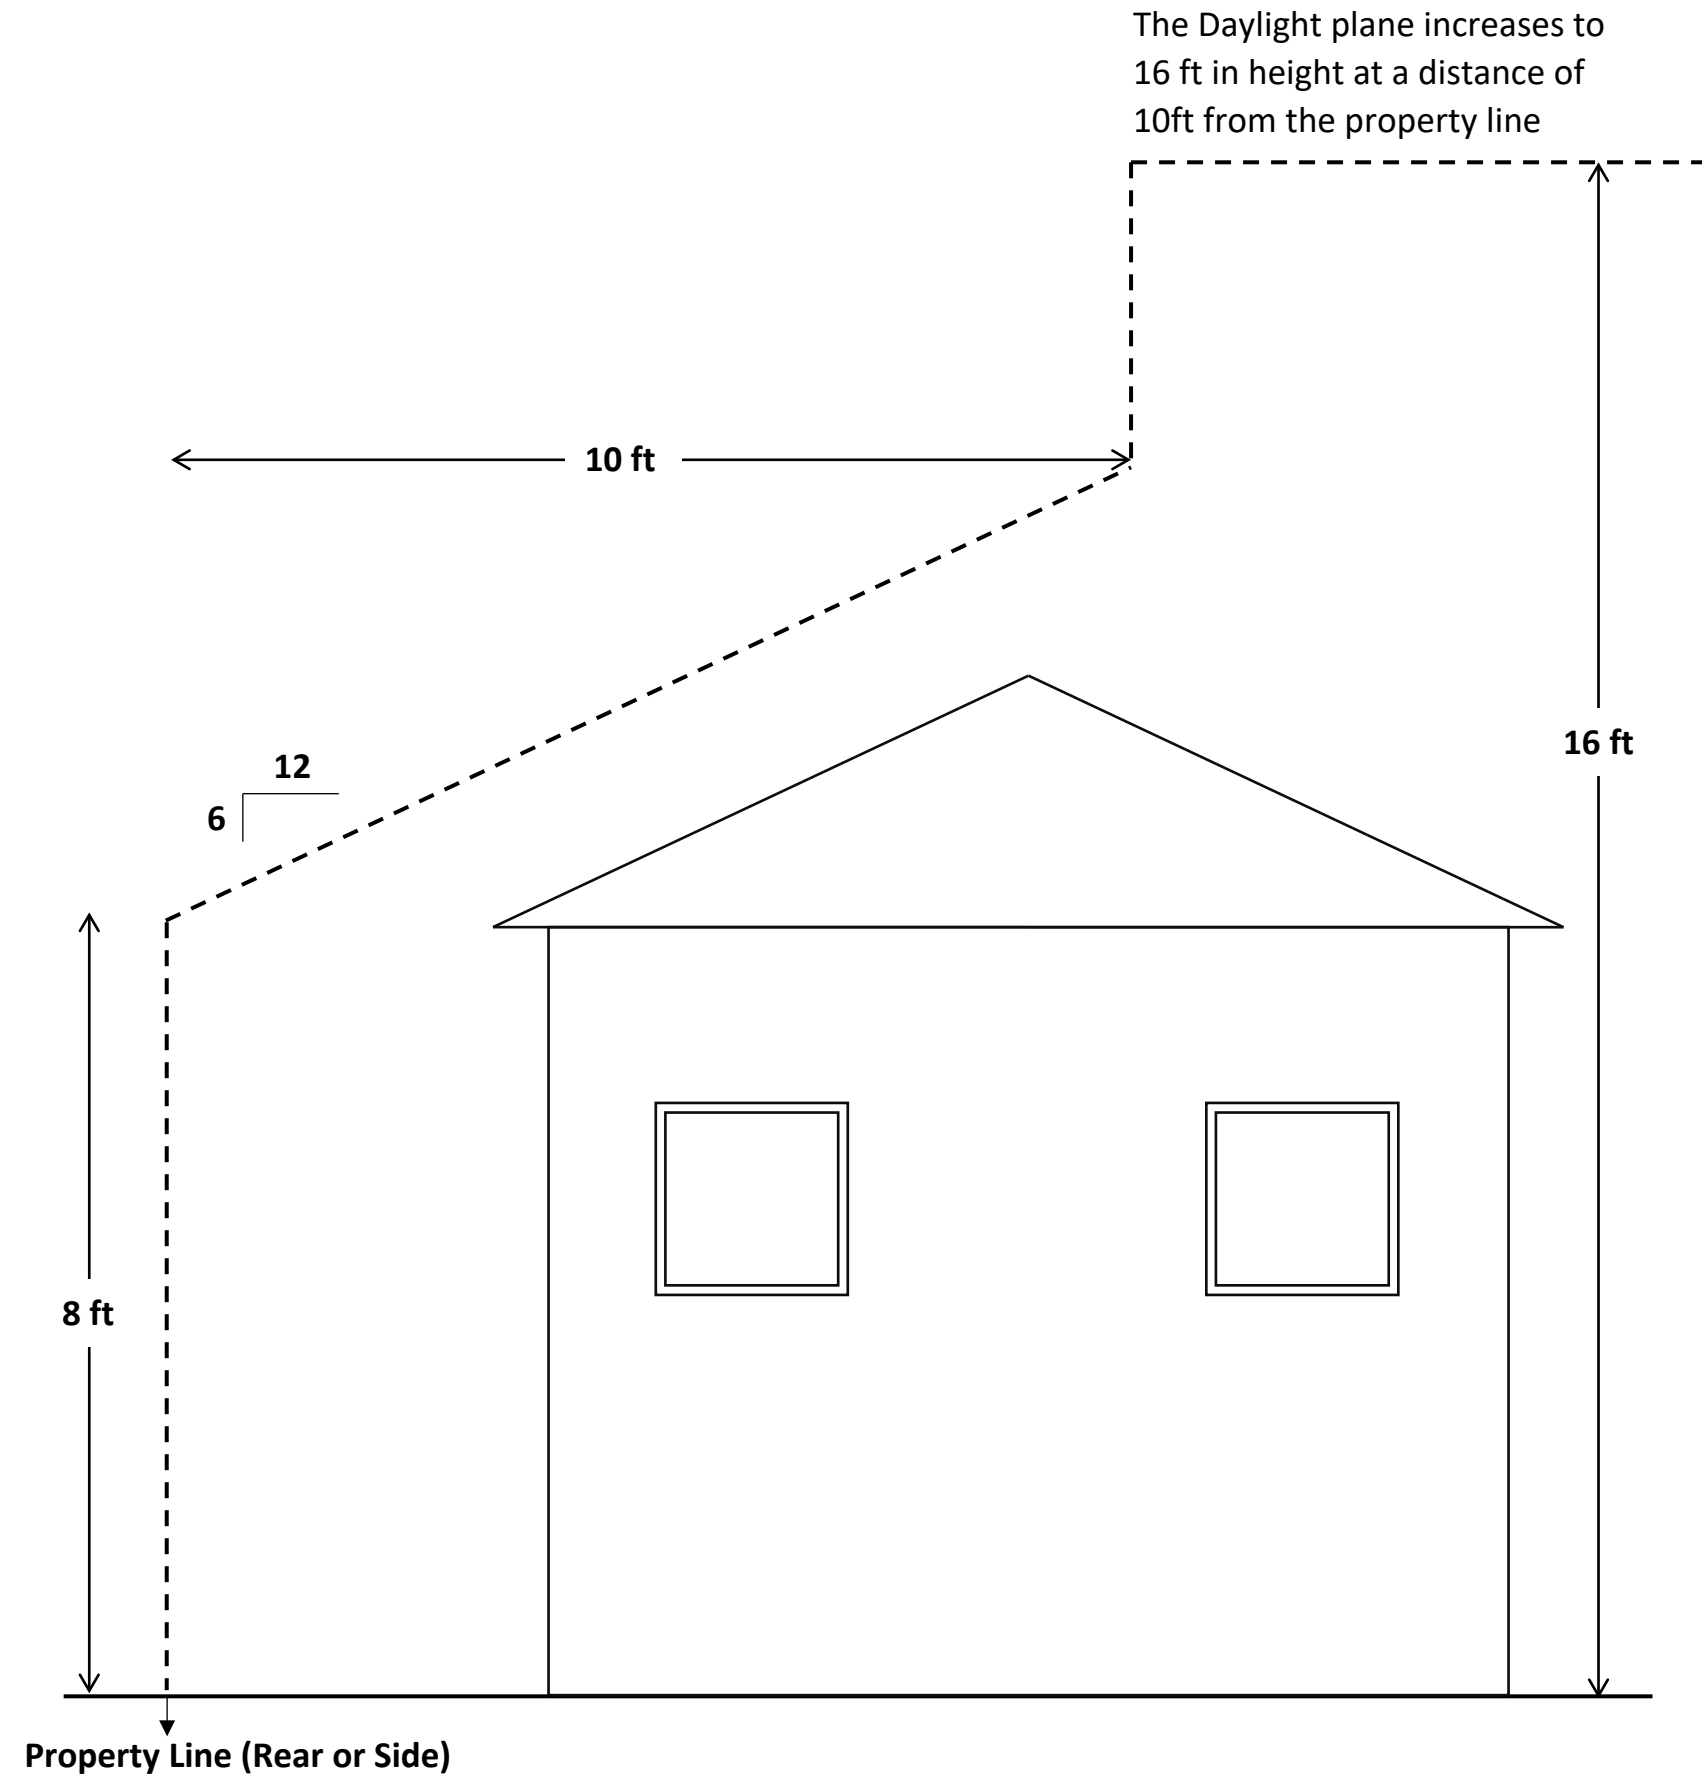 The Daylight plane increases to
16 ft in height at a distance of
10ft from the property line
10 ft
16 ft
12
6
8 ft
Property Line (Rear or Side)